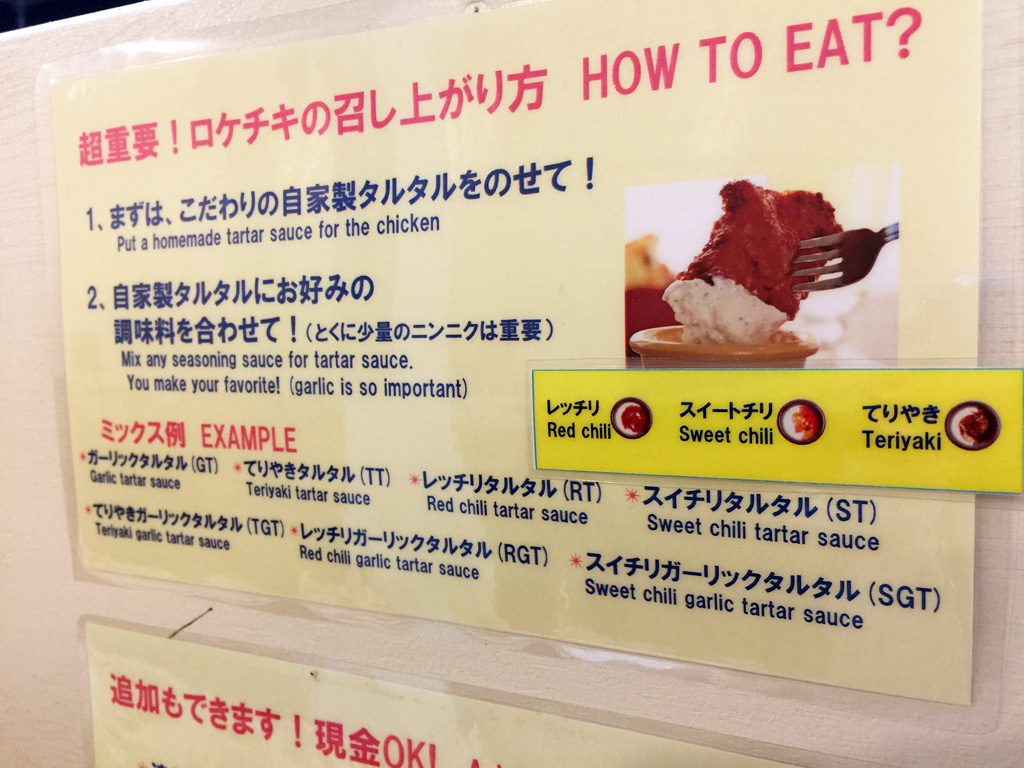 超重要！ロケチキの召し上がり方 HOW TO EAT?
1、まずは、こだわりの自家製タルタルをのせて！
Put a homemade tartar sauce for the chicken
2、自家製タルタルにお好みの
調味料を合わせて！（とくに少量のニンニクは重要）
Mix any seasoning sauce for tartar sauce.
You make your favorite! (garlic is so important)
レッチリ
Red chili
スイートチリ
Sweet chili
てりやき
Teriyaki
ミックス例 EXAMPLE
*ガーリックタルタル(GT)
Garlic tartar sauce
*てりやきタルタル(TT)
Teriyaki tartar sauce
*レッチリタルタル(RT)
Red chili tartar sauce
*スイチリタルタル(ST)
Sweet chili tartar sauce
*てりやきガーリックタルタル(TGT)
Teriyaki garlic tartar sauce
*レッチリガーリックタルタル(RGT)
Red chili garlic tartar sauce
*スイチリガーリックタルタル(SGT)
Sweet chili garlic tartar sauce
追加もできます！現金OK!